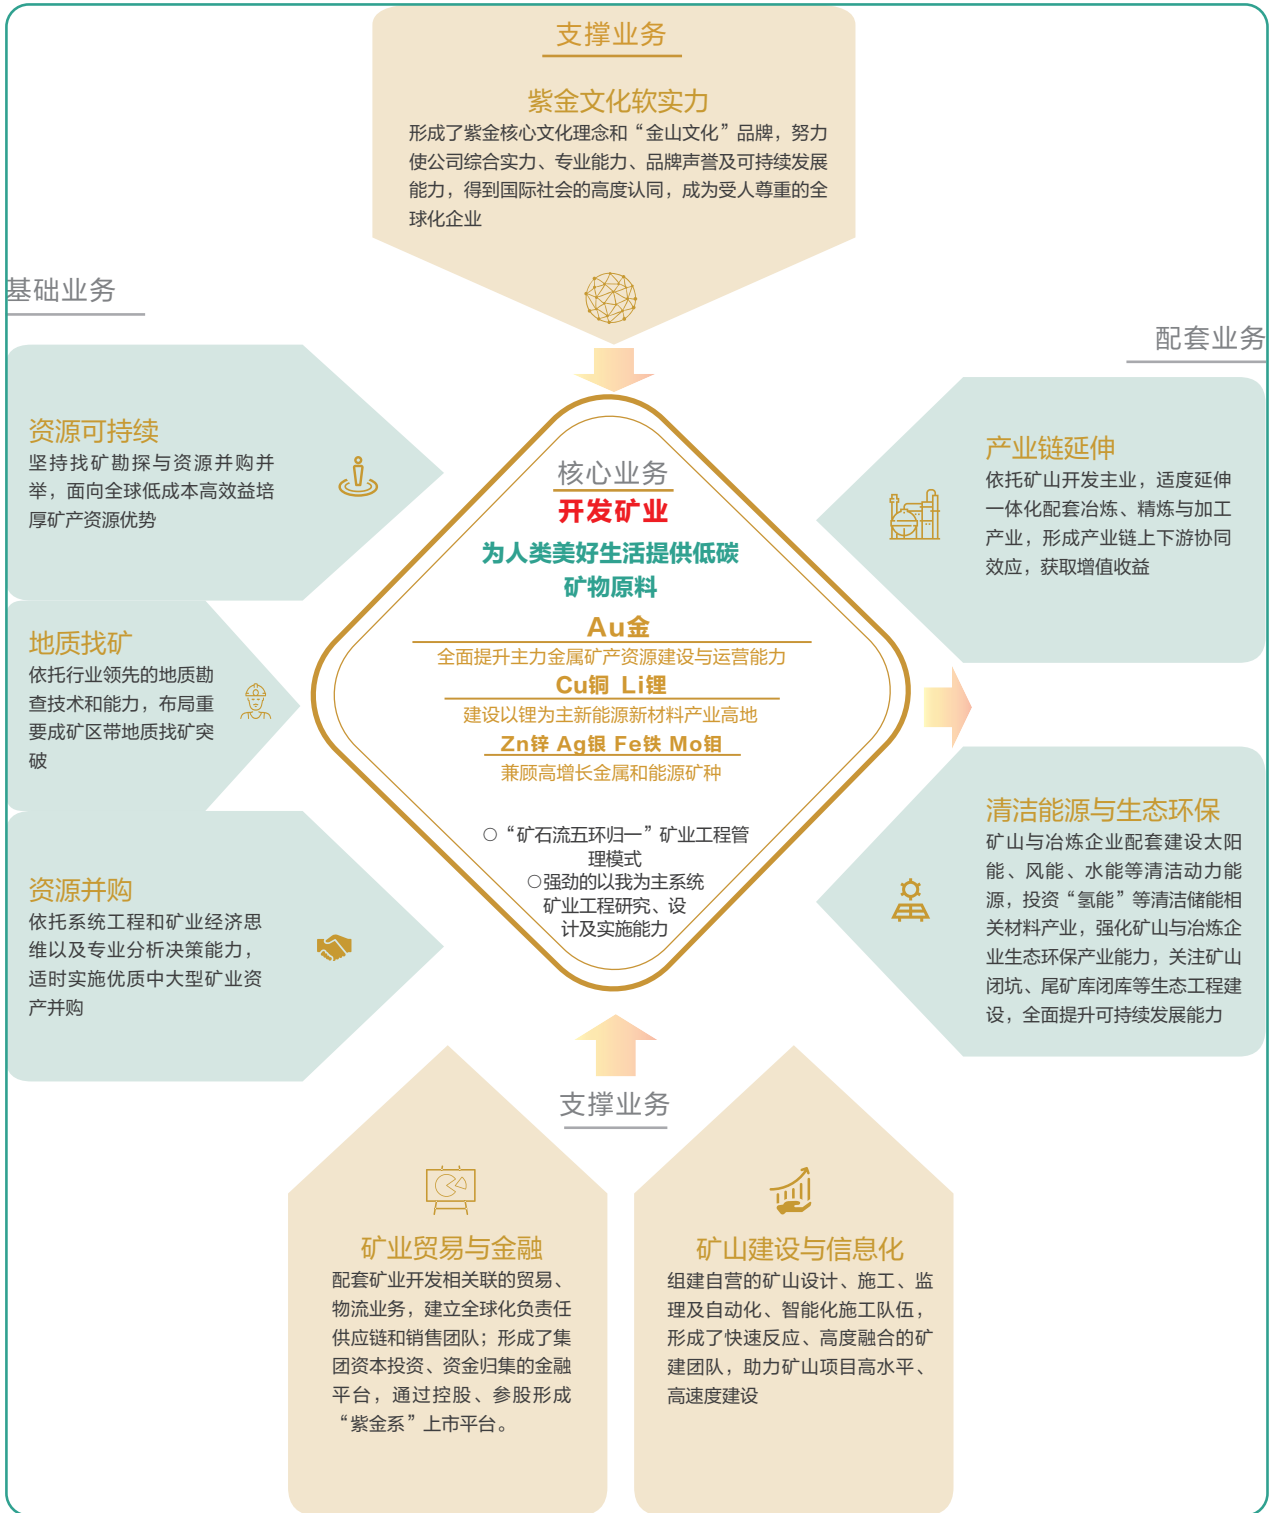 支撑业务
紫金文化软实力
形成了紫金核心文化理念和“金山文化”品牌，努力
使公司综合实力、专业能力、品牌声誉及可持续发展
能力，得到国际社会的高度认同，成为受人尊重的全
球化企业
基础业务
资源可持续
坚持找矿勘探与资源并购并
举，面向全球低成本高效益培
厚矿产资源优势
地质找矿
依托行业领先的地质勘
查技术和能力，布局重
要成矿区带地质找矿突
破
资源并购
依托系统工程和矿业经济思
维以及专业分析决策能力，
适时实施优质中大型矿业资
产并购
核心业务
开发矿业
为人类美好生活提供低碳
矿物原料
Au金
全面提升主力金属矿产资源建设与运营能力
Cu铜 Li锂
建设以锂为主新能源新材料产业高地
Zn锌 Ag银 Fe铁 Mo钼
兼顾高增长金属和能源矿种
○“矿石流五环归一”矿业工程管
理模式
○强劲的以我为主系统
矿业工程研究、设
计及实施能力
配套业务
产业链延伸
依托矿山开发主业，适度延伸
一体化配套冶炼、精炼与加工
产业，形成产业链上下游协同
效应，获取增值收益
清洁能源与生态环保
矿山与冶炼企业配套建设太阳
能、风能、水能等清洁动力能
源，投资“氢能”等清洁储能相
关材料产业，强化矿山与冶炼企
业生态环保产业能力，关注矿山
闭坑、尾矿库闭库等生态工程建
设，全面提升可持续发展能力
支撑业务
矿业贸易与金融
配套矿业开发相关联的贸易、
物流业务，建立全球化负责任
供应链和销售团队；形成了集
团资本投资、资金归集的金融
平台，通过控股、参股形成
“紫金系”上市平台。
矿山建设与信息化
组建自营的矿山设计、施工、监
理及自动化、智能化施工队伍，
形成了快速反应、高度融合的矿
建团队，助力矿山项目高水平、
高速度建设